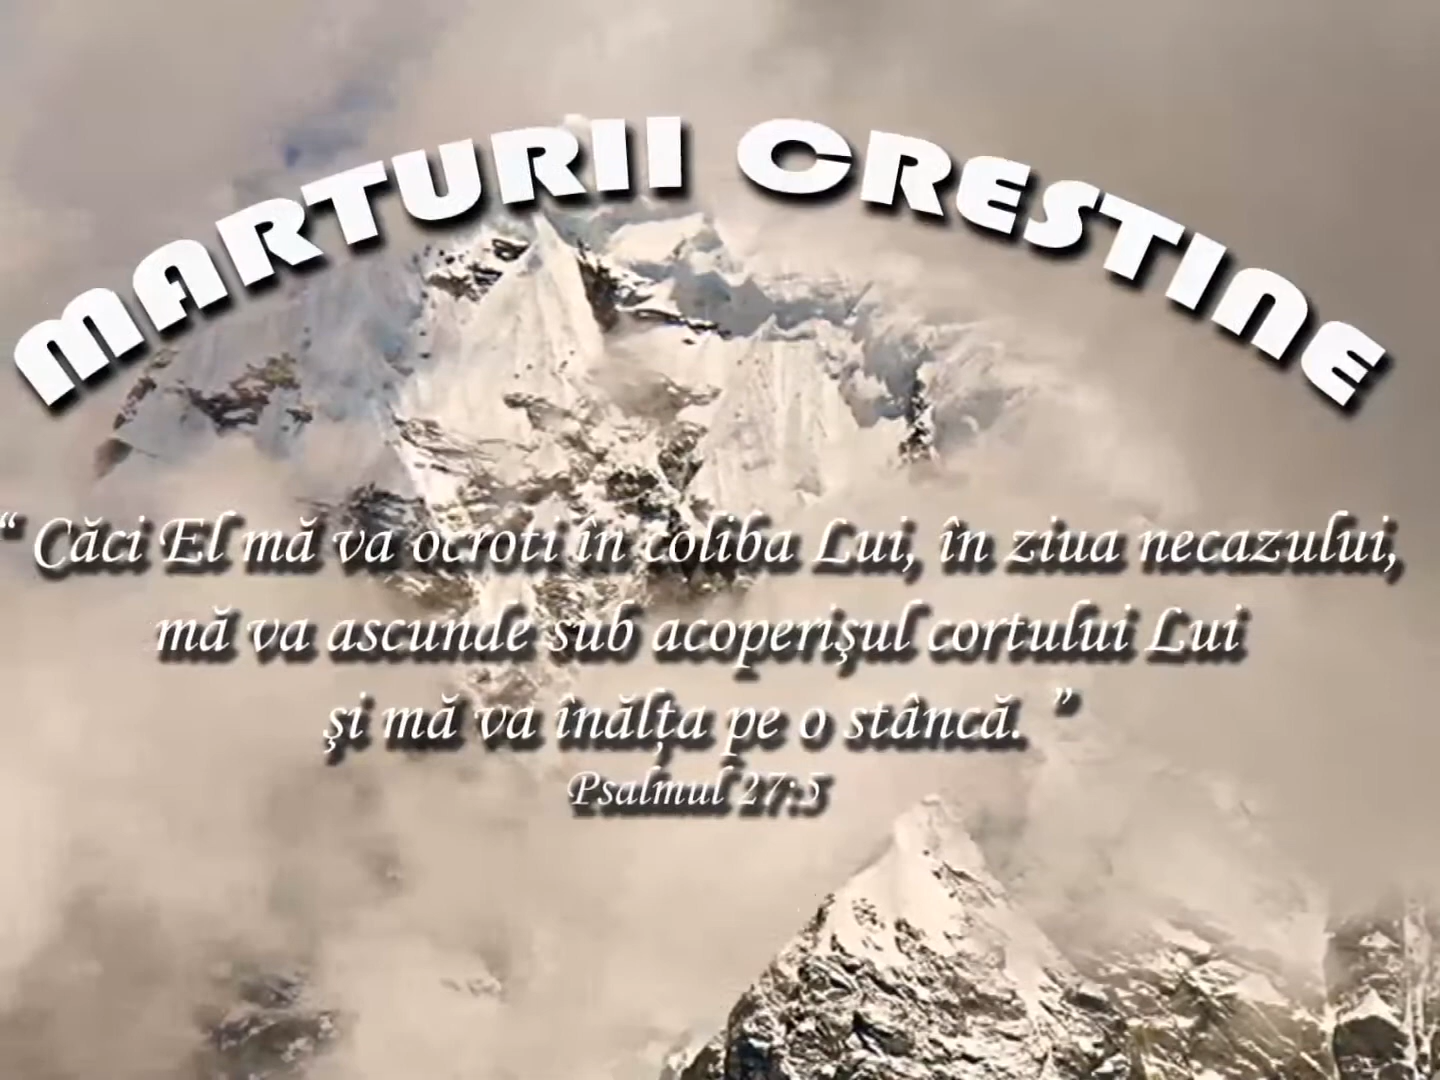 MARTURII CRESTINE
“ Căci El mă va ocroti în coliba Lui, în ziua necazului,
mă va ascunde sub acoperişul cortului Lui
şi mă va înălța pe o stâncă. ”
Psalmul 27:5